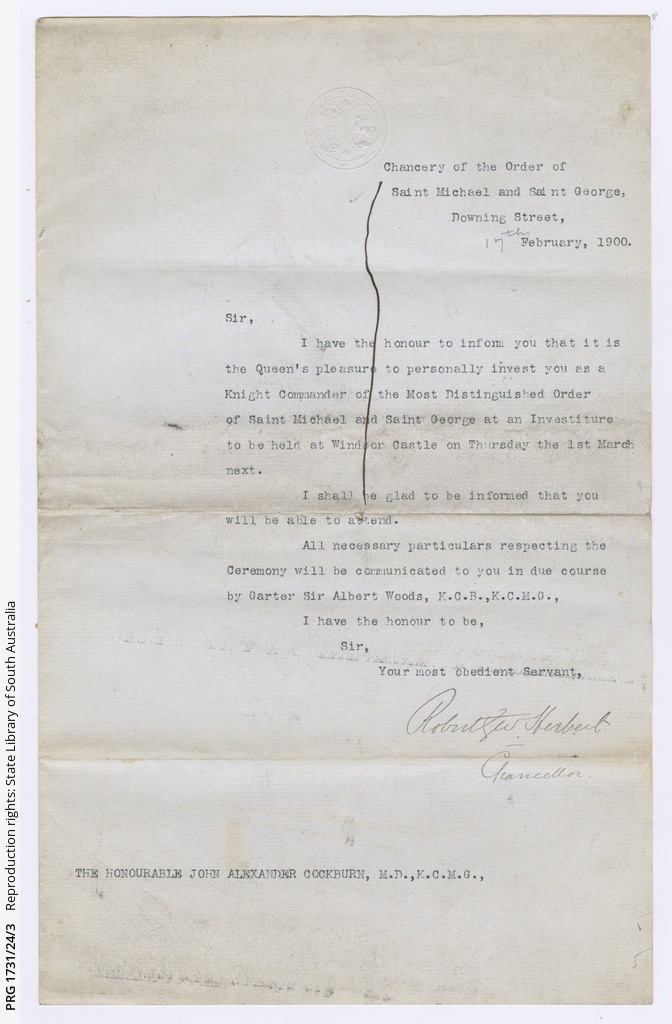 Chancery of the Order of
Saint Michael and Saint George,
Downing Street,
17th February, 1900.
Sir,
I have the honour to inform you that it is
the Queen's pleasure to personally invest you as a
Knight Commander of the Most Distinguished Order
of Saint Michael and Saint George at an Investiture
to be held at Windsor Castle on Thursday the 1st March
next.
I shall be glad to be informed that you
will be able to attend.
All necessary particulars respecting the
Ceremony will be communicated to you in due course
by Garter Sir Albert Woods, K.C.B.,K.C.M.G.,
I have the honour to be,
Sir,
Your most obedient Servant,
Robert G. W. Herbert
Chancellor.
THE HONOURABLE JOHN ALEXANDER COCKBURN, M.D.,K.C.M.G.,
PRG 1731/24/3 Reproduction rights: State Library of South Australia